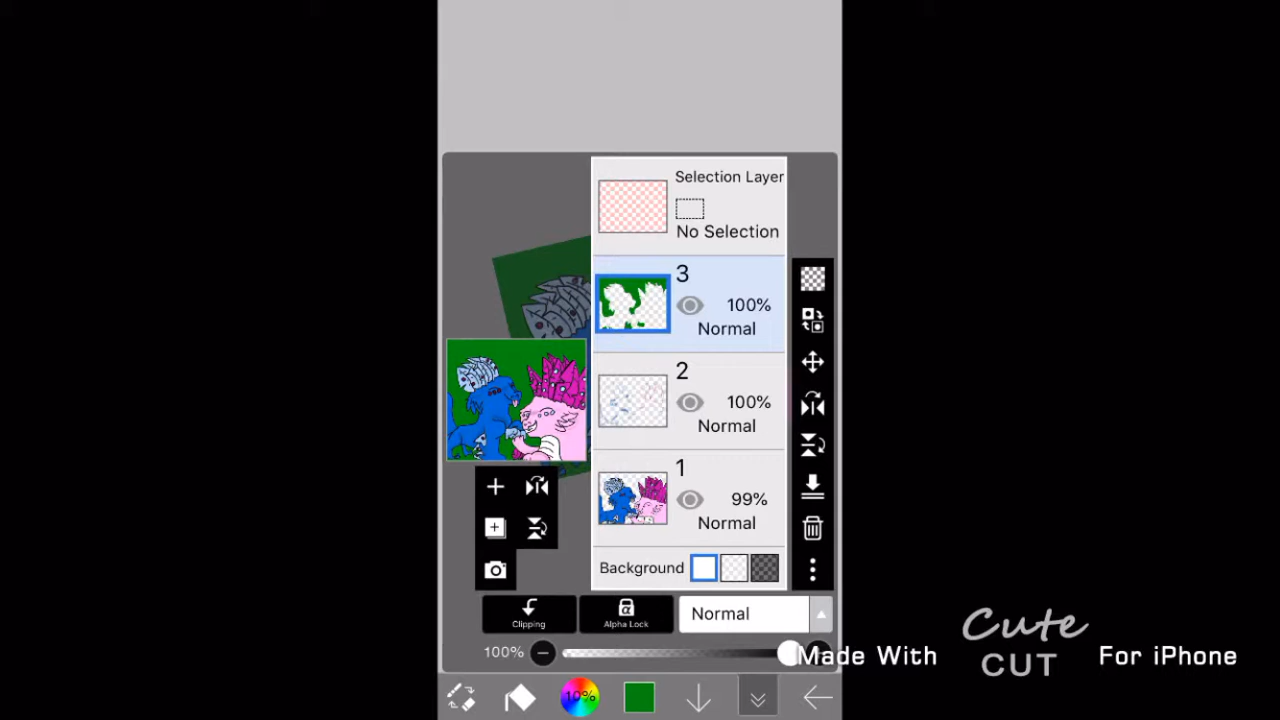 Selection Layer
No Selection
3
100%
Normal
2
100%
Normal
1
99%
Normal
Background
Clipping
α
Alpha Lock
Normal
100%
Made With Cute CUT For iPhone
10%